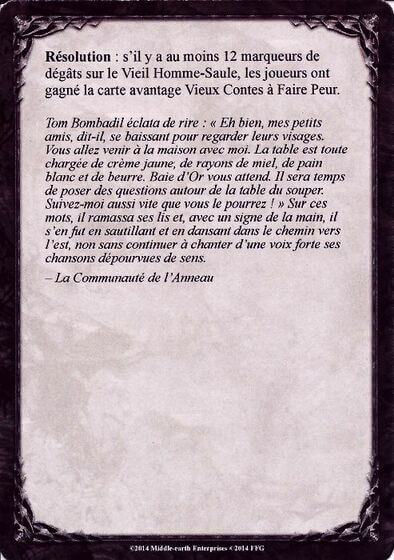 Résolution : s’il y a au moins 12 marqueurs de
dégâts sur le Vieil Homme-Saule, les joueurs ont
gagné la carte avantage Vieux Contes à Faire Peur.
Tom Bombadil éclata de rire : « Eh bien, mes petits
amis, dit-il, se baissant pour regarder leurs visages.
Vous allez venir à la maison avec moi. La table est toute
chargée de crème jaune, de rayons de miel, de pain
blanc et de beurre. Baie d’Or vous attend. Il sera temps
de poser des questions autour de la table du souper.
Suivez-moi aussi vite que vous le pourrez ! » Sur ces
mots, il ramassa ses lis et, avec un signe de la main, il
s’en fut en sautillant et en dansant dans le chemin vers
l’est, non sans continuer à chanter d’une voix forte ses
chansons dépourvues de sens.
– La Communauté de l’Anneau
©2014 Middle-earth Enterprises ©2014 FFG